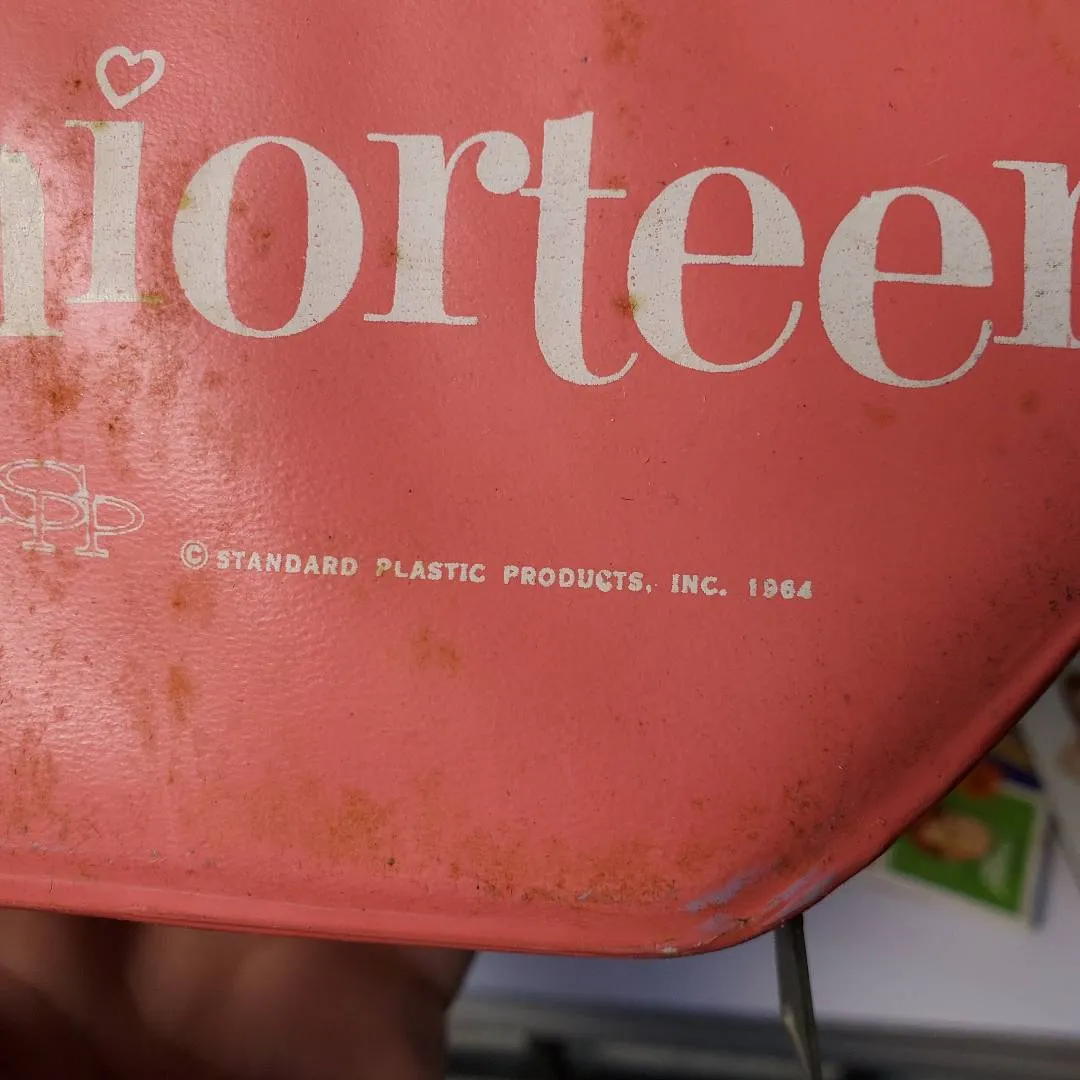 niorteen
SPP
© STANDARD PLASTIC PRODUCTS, INC. 1964